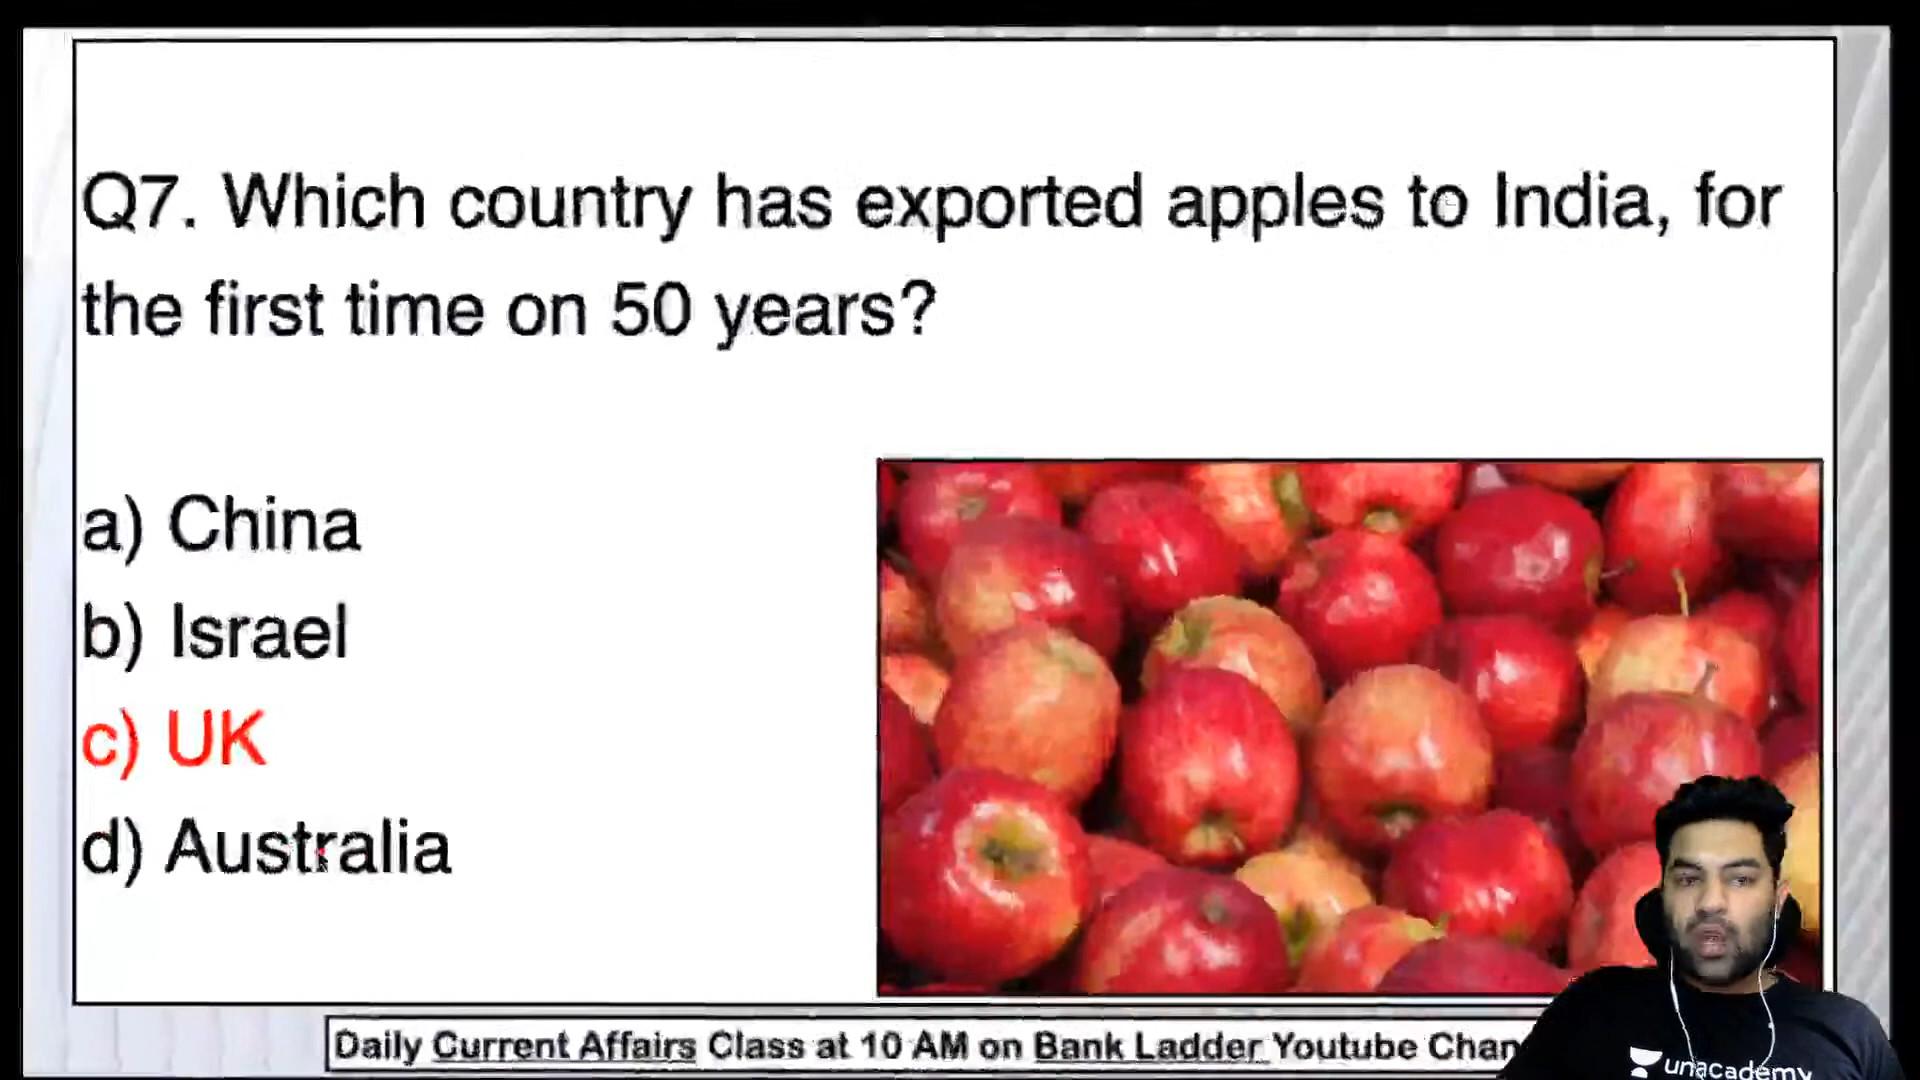 Q7. Which country has exported apples to India, for
the first time on 50 years?
a) China
b) Israel
c) UK
d) Australia
Daily Current Affairs Class at 10 AM on Bank Ladder Youtube
unacademy